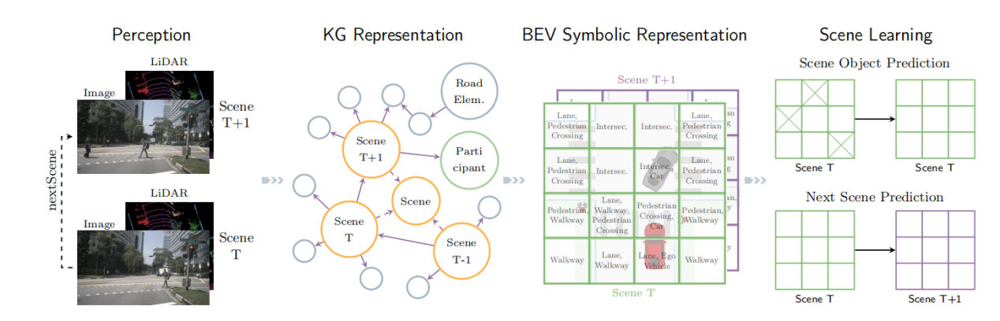 Perception
LiDAR
Image
Scene
T+1
nextScene
LiDAR
Image
Scene
T
KG Representation
Road
Elem.
Scene
T+1
Parti
cipant
Scene
Scene
T
Scene
T-1
BEV Symbolic Representation
Scene T+1
Lane,
Pedestrian
Crossing
Intersec.
Intersec.
Lane,
Pedestrian
Crossing
Lane,
Pedestrian
Crossing
Intersec.
Intersec.,
Car
Lane,
Pedestrian
Crossing
Pedestrian,
Walkway
Lane,
Walkway,
Pedestrian
Crossing
Pedestrian
Crossing,
Car
Pedestrian,
Walkway
Walkway
Lane,
Walkway
Lane, Ego
Vehicle
Walkway
Scene T
Scene Learning
Scene Object Prediction
Scene T
Scene T
Next Scene Prediction
Scene T
Scene T+1